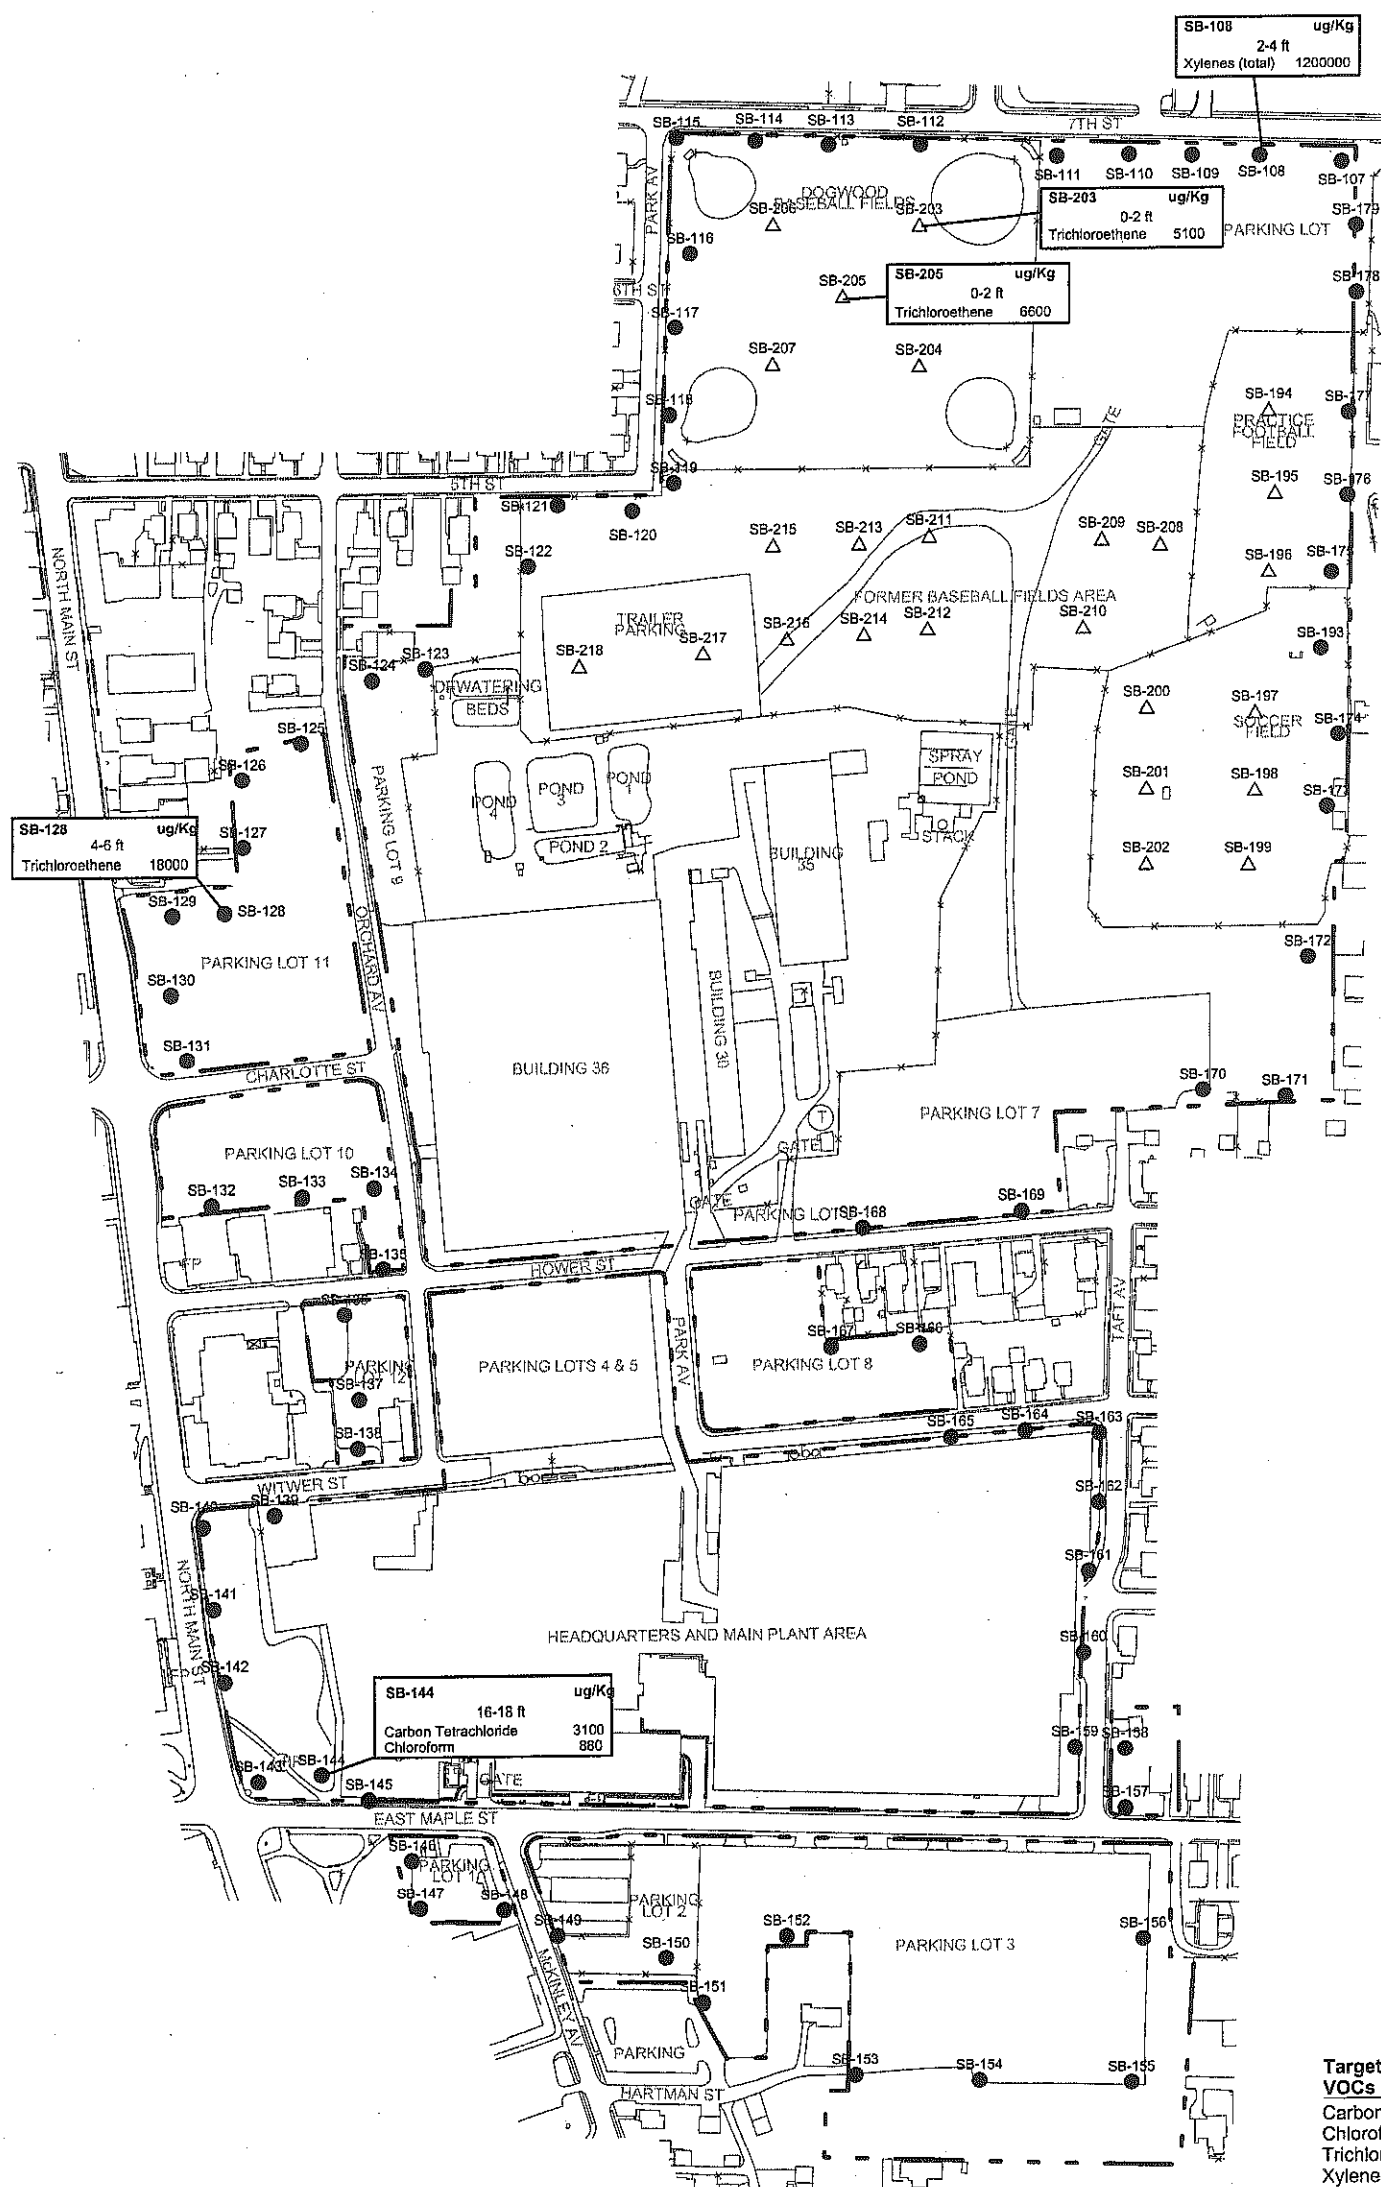 SB-108 ug/Kg
2-4 ft
Xylenes (total) 1200000
7TH ST
SB-115
SB-114
SB-113
SB-112
SB-111
SB-110
SB-109
SB-108
SB-107
PARK AV
DOGWOOD
BASEBALL FIELDS
SB-206
SB-203
SB-203 ug/Kg
0-2 ft
Trichloroethene 5100
PARKING LOT
SB-179
SB-116
6TH ST
SB-205
SB-205 ug/Kg
0-2 ft
Trichloroethene 6600
SB-178
SB-117
SB-207
SB-204
SB-118
SB-194
PRACTICE
FOOTBALL
FIELD
SB-177
GATE
SB-119
6TH ST
SB-121
SB-120
SB-195
SB-176
SB-122
SB-215
SB-213
SB-211
SB-209
SB-208
SB-196
SB-175
NORTH MAIN ST
FORMER BASEBALL FIELDS AREA
TRAILER
PARKING
SB-216
SB-214
SB-212
SB-210
SB-193
SB-218
SB-217
SB-124
SB-123
DEWATERING
BEDS
SB-200
SB-197
SOCCER
FIELD
SB-174
GATE
SB-125
SB-126
PARKING LOT 9
POND
4
POND
3
POND
1
POND 2
SPRAY
POND
STACK
SB-201
SB-198
SB-173
SB-128 ug/Kg
4-6 ft
Trichloroethene 18000
SB-127
BUILDING
35
SB-202
SB-199
SB-129
SB-128
ORCHARD AV
PARKING LOT 11
SB-130
BUILDING 30
SB-172
SB-131
CHARLOTTE ST
BUILDING 36
SB-170
SB-171
PARKING LOT 7
T
GATE
PARKING LOT 10
SB-132
SB-133
SB-134
GATE
PARKING LOT
SB-168
SB-169
SB-135
HOWER ST
TAFT AV
PARKING
12
PARKING LOTS 4 & 5
PARK AV
SB-167
SB-166
PARKING LOT 8
SB-137
SB-138
SB-165
SB-164
SB-163
WITWER ST
SB-140
SB-139
SB-162
SB-141
NORTH MAIN ST
SB-161
HEADQUARTERS AND MAIN PLANT AREA
SB-160
SB-142
SB-144 ug/Kg
16-18 ft
Carbon Tetrachloride 3100
Chloroform 880
SB-159
SB-158
SB-143
SB-144
SB-145
GATE
SB-157
EAST MAPLE ST
SB-146
PARKING
LOT 1
SB-147
SB-148
PARKING
LOT 2
SB-149
SB-150
SB-152
PARKING LOT 3
SB-156
SB-151
McKINLEY AV
PARKING
HARTMAN ST
SB-153
SB-154
SB-155
Target
VOCs
Carbon
Chlorof
Trichlor
Xylene